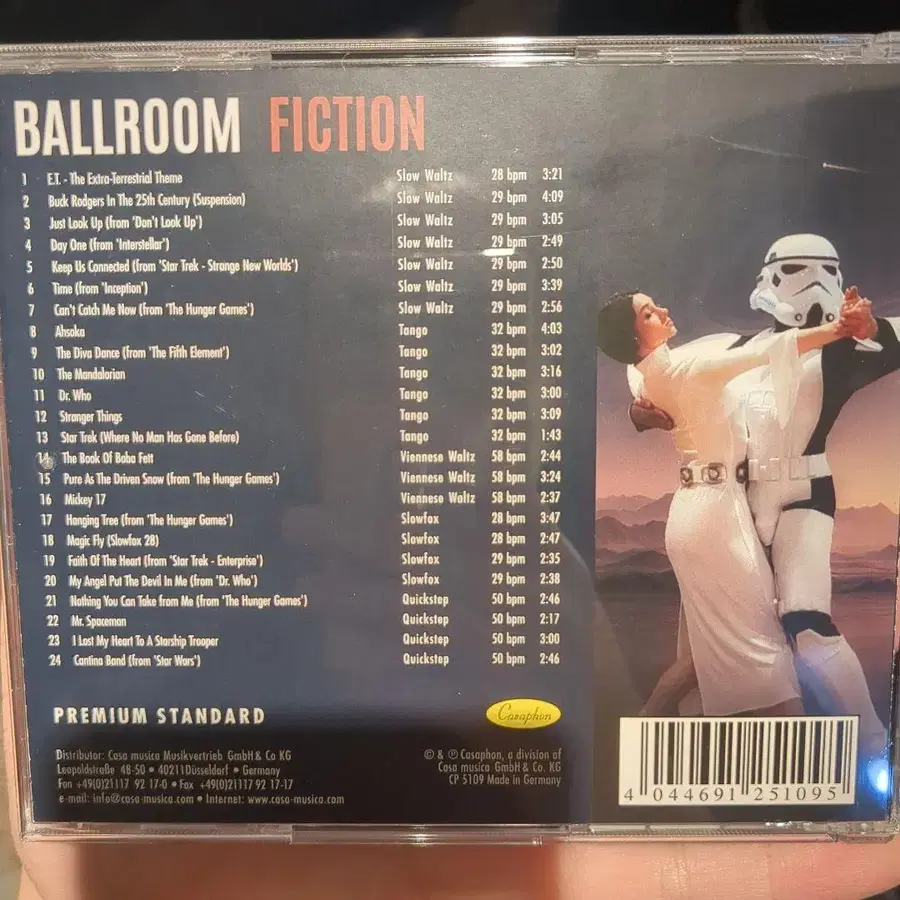 BALLROOM FICTION
1 E.T. - The Extra-Terrestrial Theme Slow Waltz 28 bpm 3:21
2 Buck Rodgers In The 25th Century (Suspension) Slow Waltz 29 bpm 4:09
3 Just Look Up (from 'Don't Look Up') Slow Waltz 29 bpm 3:05
4 Day One (from 'Interstellar') Slow Waltz 29 bpm 2:49
5 Keep Us Connected (from 'Star Trek - Strange New Worlds') Slow Waltz 29 bpm 2:50
6 Time (from 'Inception') Slow Waltz 29 bpm 3:39
7 Can't Catch Me Now (from 'The Hunger Games') Slow Waltz 29 bpm 2:56
8 Ahsoka Tango 32 bpm 4:03
9 The Diva Dance (from 'The Fifth Element') Tango 32 bpm 3:02
10 The Mandalorian Tango 32 bpm 3:16
11 Dr. Who Tango 32 bpm 3:00
12 Stranger Things Tango 32 bpm 3:09
13 Star Trek (Where No Man Has Gone Before) Tango 32 bpm 1:43
14 The Book Of Boba Fett Viennese Waltz 58 bpm 2:44
15 Pure As The Driven Snow (from 'The Hunger Games') Viennese Waltz 58 bpm 3:24
16 Mickey 17 Viennese Waltz 58 bpm 2:37
17 Hanging Tree (from 'The Hunger Games') Slowfox 28 bpm 3:47
18 Magic Fly (Slowfox 28) Slowfox 28 bpm 2:47
19 Faith Of The Heart (from 'Star Trek - Enterprise') Slowfox 29 bpm 2:35
20 My Angel Put The Devil In Me (from 'Dr. Who') Slowfox 29 bpm 2:38
21 Nothing You Can Take From Me (from 'The Hunger Games') Quickstep 50 bpm 2:46
22 Mr. Spaceman Quickstep 50 bpm 2:17
23 I Lost My Heart To A Starship Trooper Quickstep 50 bpm 3:00
24 Cantina Band (from 'Star Wars') Quickstep 50 bpm 2:46
PREMIUM STANDARD
Casaphon
Distributor: Casa musica Musikvertrieb GmbH & Co KG
Leopoldstraße 48-50 • 40211Düsseldorf • Germany
Fon +49(0)21117 92 17-0 • Fax +49(0)21117 92 17-17
e-mail: info@casa-musica.com • Internet: www.casa-musica.com
© & ℗ Casaphon, a division of
Casa musica GmbH & Co. KG
CP 5109 Made in Germany
4 044691 251095